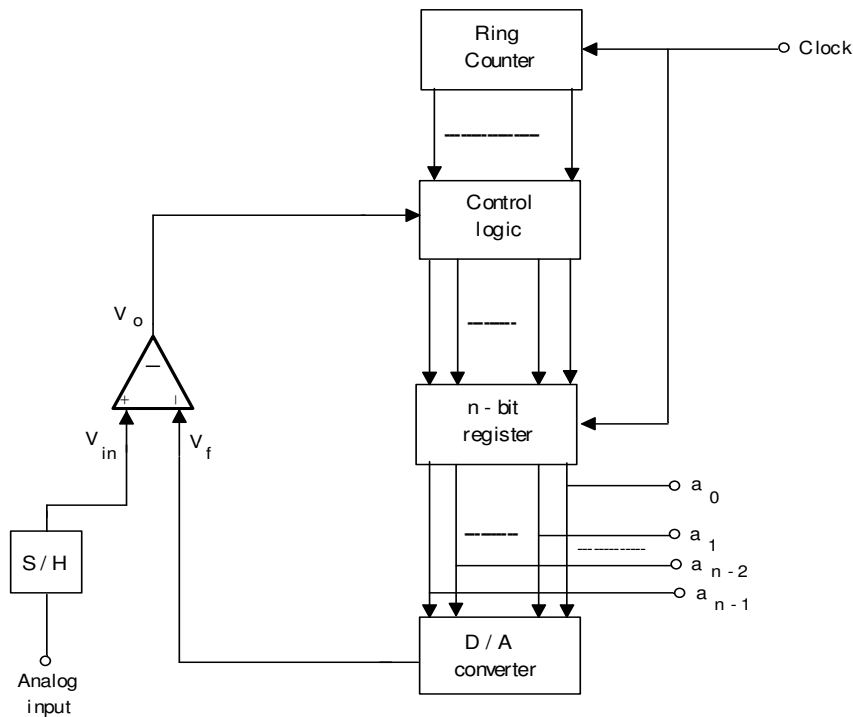 Ring
Counter
Clock
Control
logic
V o
−
+ −
V in
V f
n - bit
register
a 0
a 1
a n - 2
a n - 1
S / H
D / A
converter
Analog
input